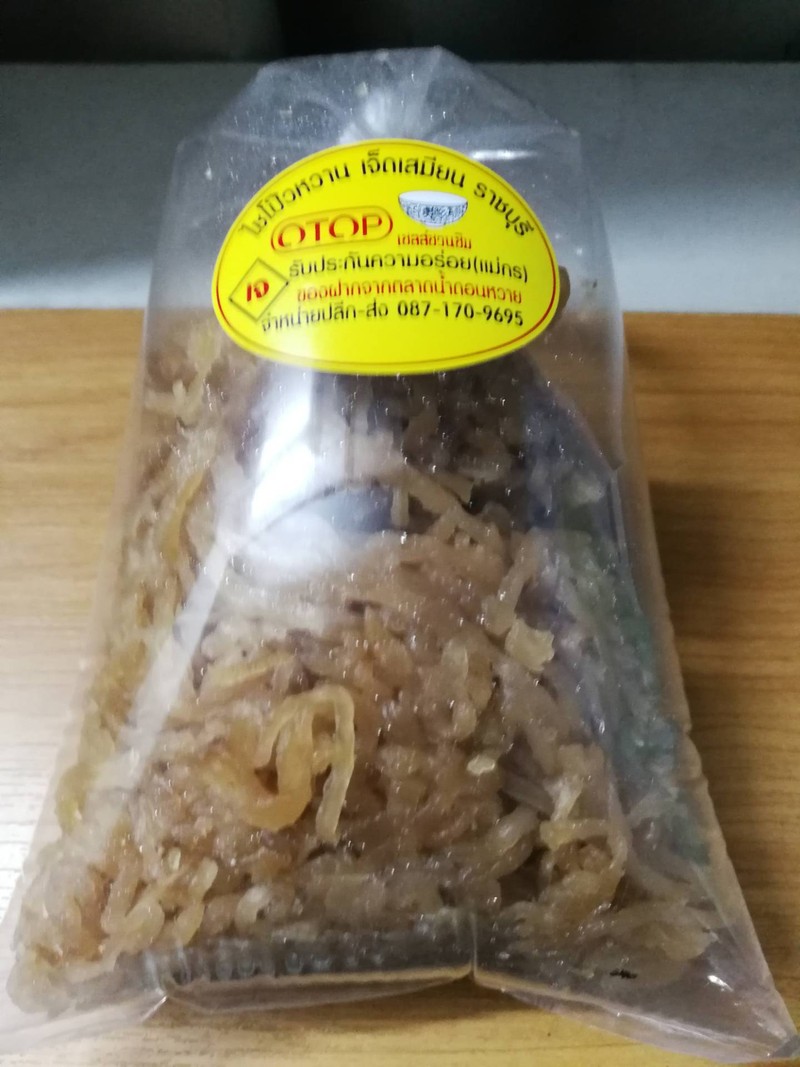 ไชโป๊วหวาน เจ็ดเสมียน ราชบุรี
OTOP
เชลล์ชวนชิม
เจ
รับประกันความอร่อย(แม่กร)
ของฝากจากตลาดน้ำดอนหวาย
จำหน่ายปลีก-ส่ง 087-170-9695